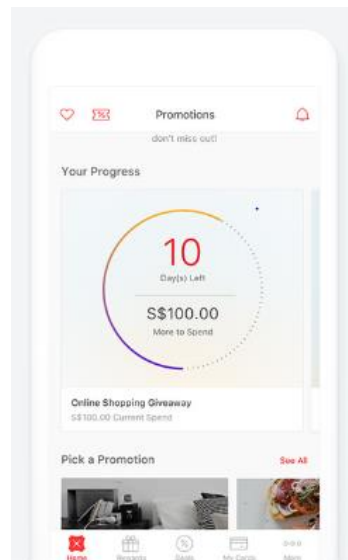 Promotions
don't miss out!
Your Progress
10
Day(s) Left
S$100.00
More to Spend
Online Shopping Giveaway
S$100.00 Current Spend
Pick a Promotion See All
Home Rewards Deals My Cards More